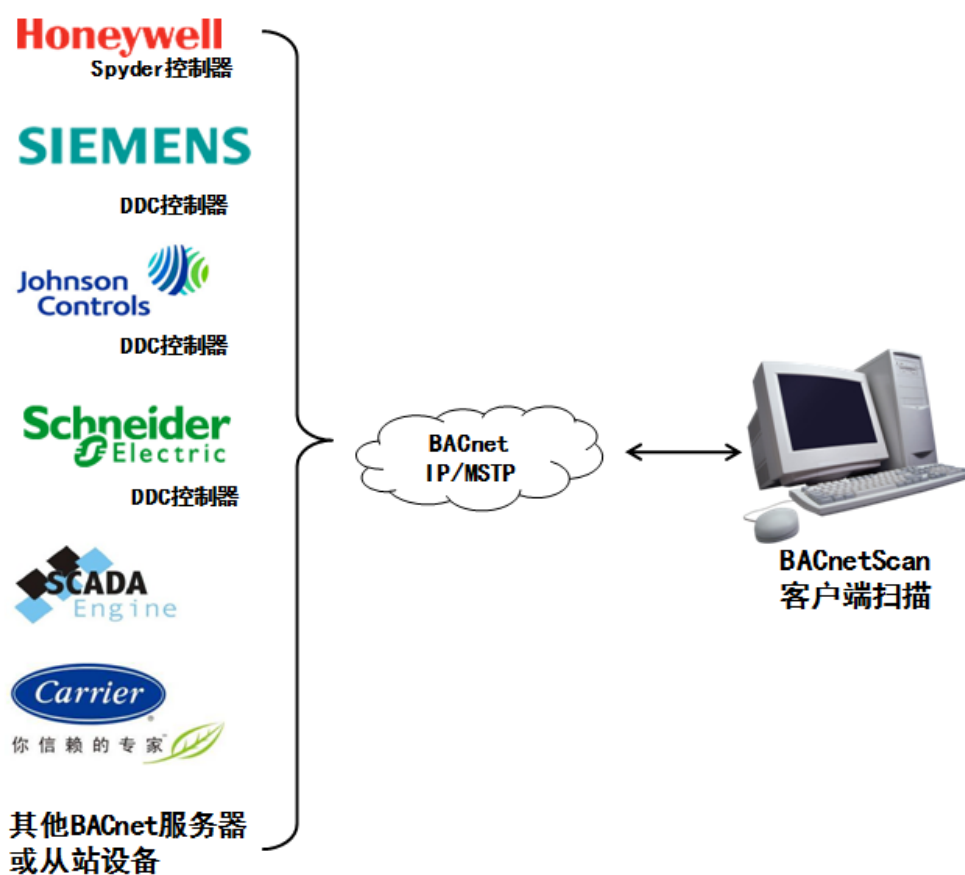 Honeywell
Spyder控制器
SIEMENS
DDC控制器
Johnson
Controls
DDC控制器
Schneider
Electric
DDC控制器
SCADA
Engine
Carrier
®
你信赖的专家
其他BACnet服务器
或从站设备
BACnet
IP/MSTP
BACnetScan
客户端扫描